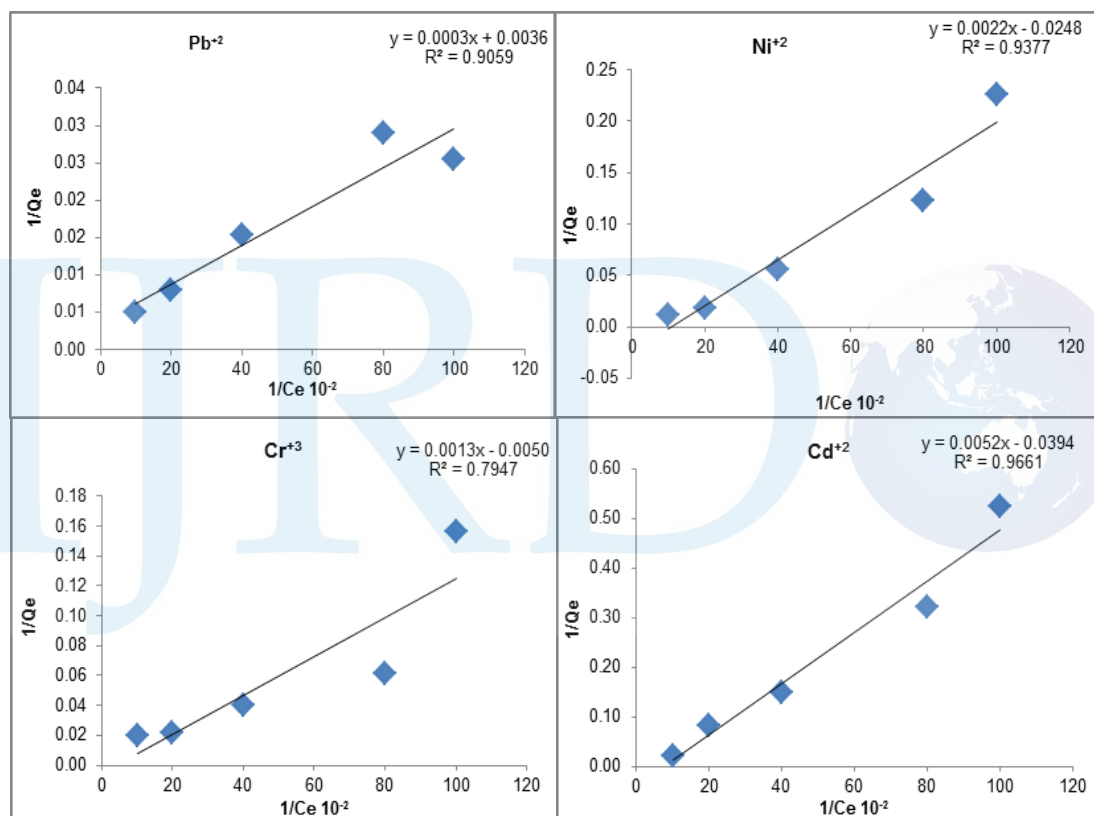 Pb+2
y = 0.0003x + 0.0036
R² = 0.9059
0.04
0.03
0.03
0.02
0.02
0.01
0.01
0.00
0 20 40 60 80 100 120
1/Qe
1/Ce 10-2
Ni+2
y = 0.0022x - 0.0248
R² = 0.9377
0.25
0.20
0.15
0.10
0.05
0.00
-0.05
0 20 40 60 80 100 120
1/Qe
1/Ce 10-2
Cr+3
y = 0.0013x - 0.0050
R² = 0.7947
0.18
0.16
0.14
0.12
0.10
0.08
0.06
0.04
0.02
0.00
0 20 40 60 80 100 120
1/Qe
1/Ce 10-2
Cd+2
y = 0.0052x - 0.0394
R² = 0.9661
0.60
0.50
0.40
0.30
0.20
0.10
0.00
0 20 40 60 80 100 120
1/Qe
1/Ce 10-2
IJRD